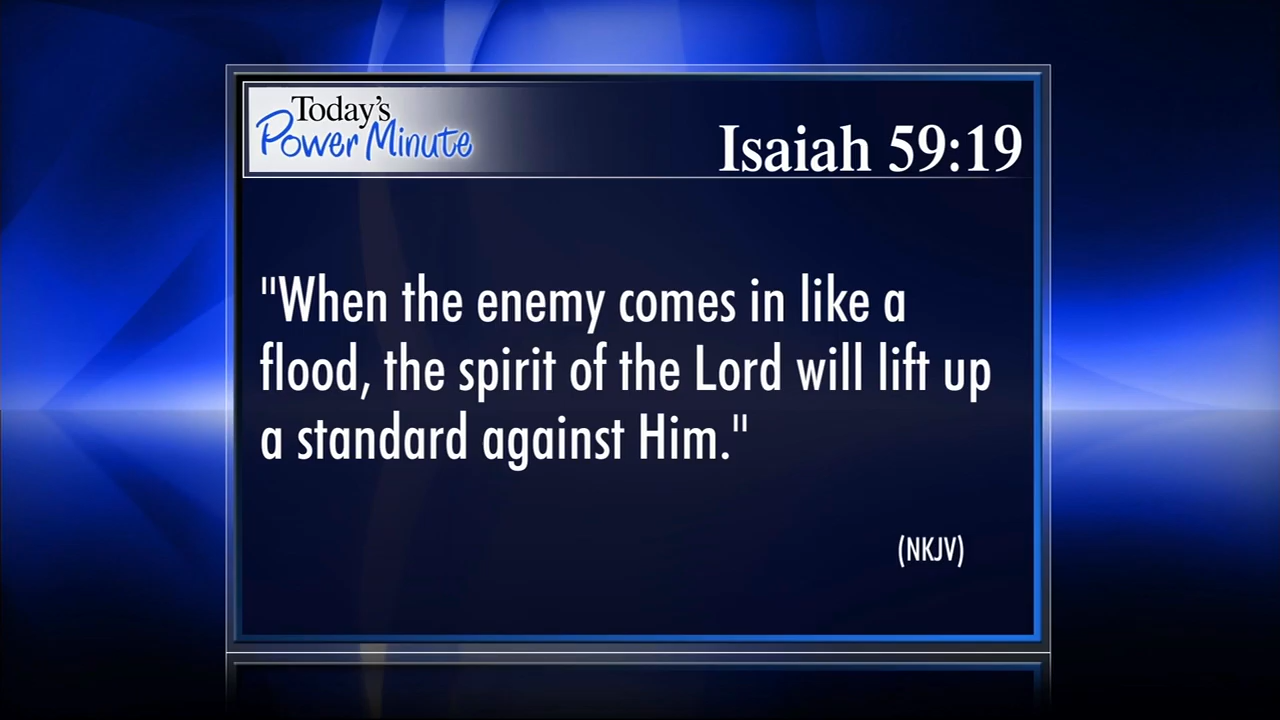 Today's
Power Minute
Isaiah 59:19
"When the enemy comes in like a
flood, the spirit of the Lord will lift up
a standard against Him."
(NKJV)